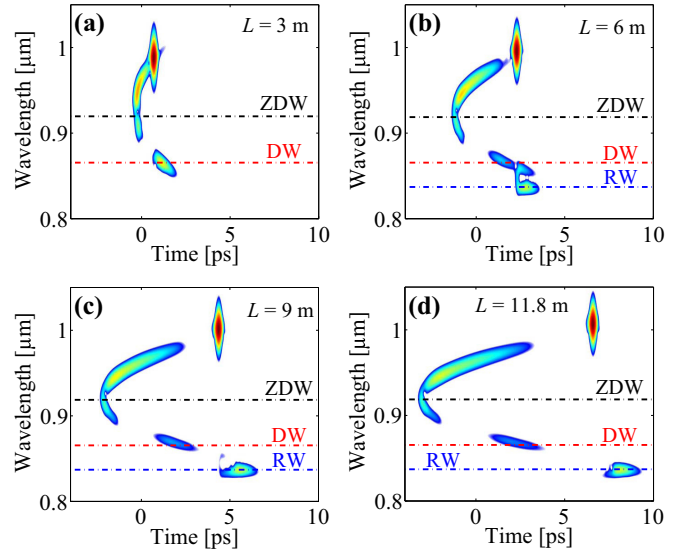 (a)
L = 3 m
Wavelength [µm]
1
0.9
0.8
ZDW
DW
0
5
10
Time [ps]
(b)
L = 6 m
Wavelength [µm]
1
0.9
0.8
ZDW
DW
RW
0
5
10
Time [ps]
(c)
L = 9 m
Wavelength [µm]
1
0.9
0.8
ZDW
DW
RW
0
5
10
Time [ps]
(d)
L = 11.8 m
Wavelength [µm]
1
0.9
0.8
ZDW
DW
RW
0
5
10
Time [ps]